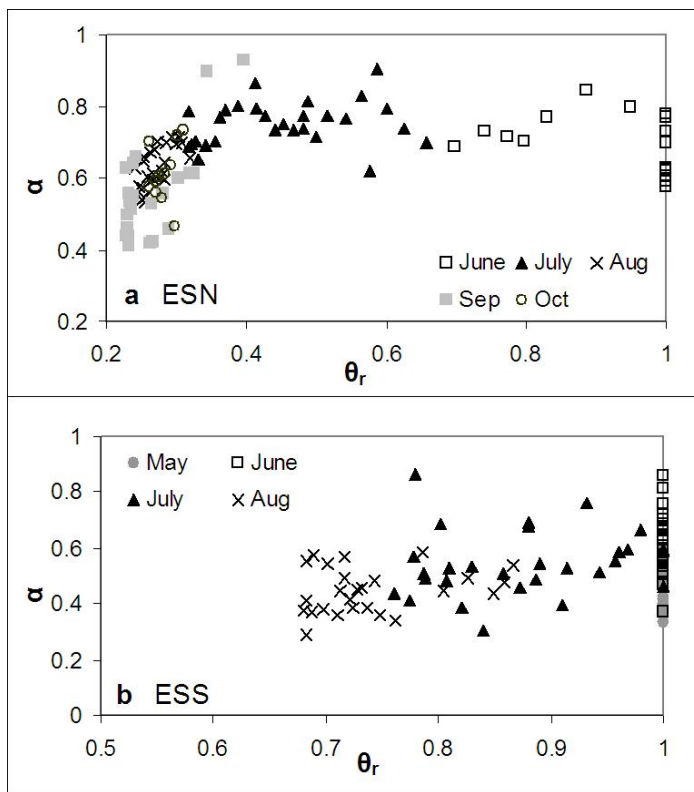 1
0.8
α 0.6
0.4
0.2
□ June ▲ July × Aug
■ Sep ○ Oct
a ESN
0.2 0.4 0.6 0.8 1
θr
1
0.8
α 0.6
0.4
0.2
0
● May □ June
▲ July × Aug
b ESS
0.5 0.6 0.7 0.8 0.9 1
θr